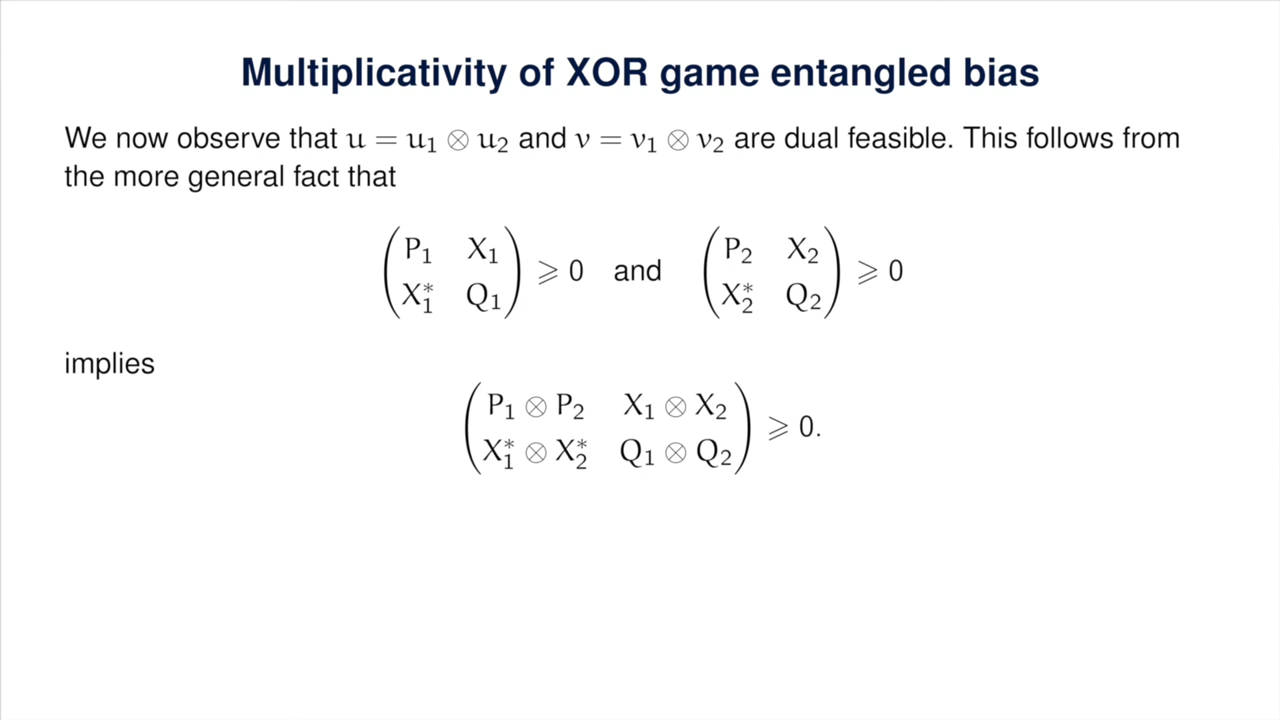 Multiplicativity of XOR game entangled bias
We now observe that u = u₁ ⊗ u₂ and v = v₁ ⊗ v₂ are dual feasible. This follows from
the more general fact that
(P₁ X₁; X₁* Q₁) ⩾ 0 and (P₂ X₂; X₂* Q₂) ⩾ 0
implies
(P₁ ⊗ P₂ X₁ ⊗ X₂; X₁* ⊗ X₂* Q₁ ⊗ Q₂) ⩾ 0.